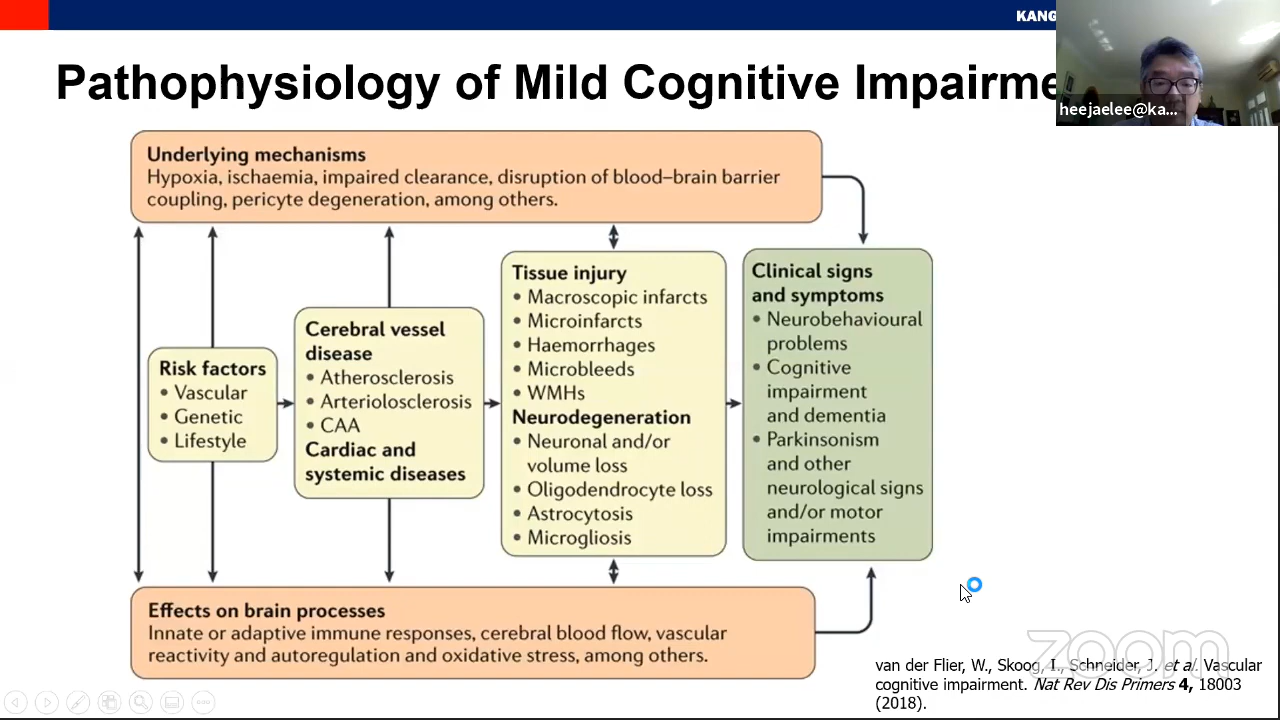 KANG
Pathophysiology of Mild Cognitive Impairme
heejaelee@ka...
Underlying mechanisms
Hypoxia, ischaemia, impaired clearance, disruption of blood–brain barrier
coupling, pericyte degeneration, among others.
Risk factors
• Vascular
• Genetic
• Lifestyle
Cerebral vessel
disease
• Atherosclerosis
• Arteriolosclerosis
• CAA
Cardiac and
systemic diseases
Tissue injury
• Macroscopic infarcts
• Microinfarcts
• Haemorrhages
• Microbleeds
• WMHs
Neurodegeneration
• Neuronal and/or
volume loss
• Oligodendrocyte loss
• Astrocytosis
• Microgliosis
Clinical signs
and symptoms
• Neurobehavioural
problems
• Cognitive
impairment
and dementia
• Parkinsonism
and other
neurological signs
and/or motor
impairments
Effects on brain processes
Innate or adaptive immune responses, cerebral blood flow, vascular
reactivity and autoregulation and oxidative stress, among others.
zoom
van der Flier, W., Skoog, I., Schneider, J. et al. Vascular
cognitive impairment. Nat Rev Dis Primers 4, 18003
(2018).